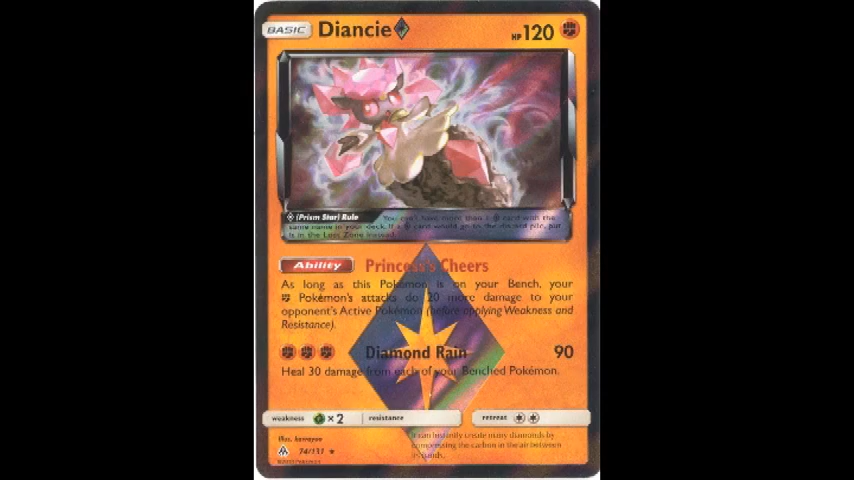 BASIC Diancie HP 120
(Prism Star) Rule You can't have more than 1 card with the
same name in your deck. If a card would go to the discard pile, put
it in the Lost Zone instead.
Ability Princess's Cheers
As long as this Pokémon is on your Bench, your
Pokémon's attacks do 20 more damage to your
opponent's Active Pokémon (before applying Weakness and
Resistance).
Diamond Rain 90
Heal 30 damage from each of your Benched Pokémon.
weakness ×2 resistance retreat
Illus. kawayoo
74/131
It can instantly create many diamonds by
compressing the carbon in the air between
its hands.